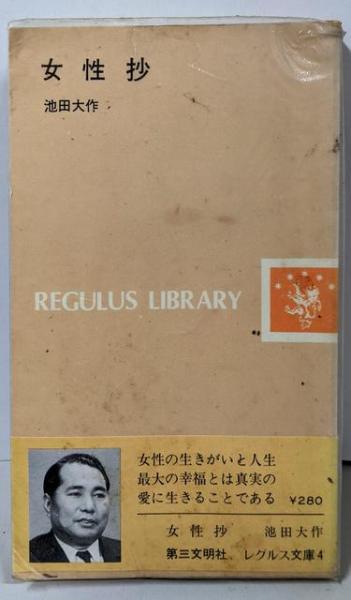 女性抄
池田大作
REGULUS LIBRARY
女性の生きがいと人生
最大の幸福とは真実の
愛に生きることである ¥280
女性抄 池田大作
第三文明社 レグルス文庫4